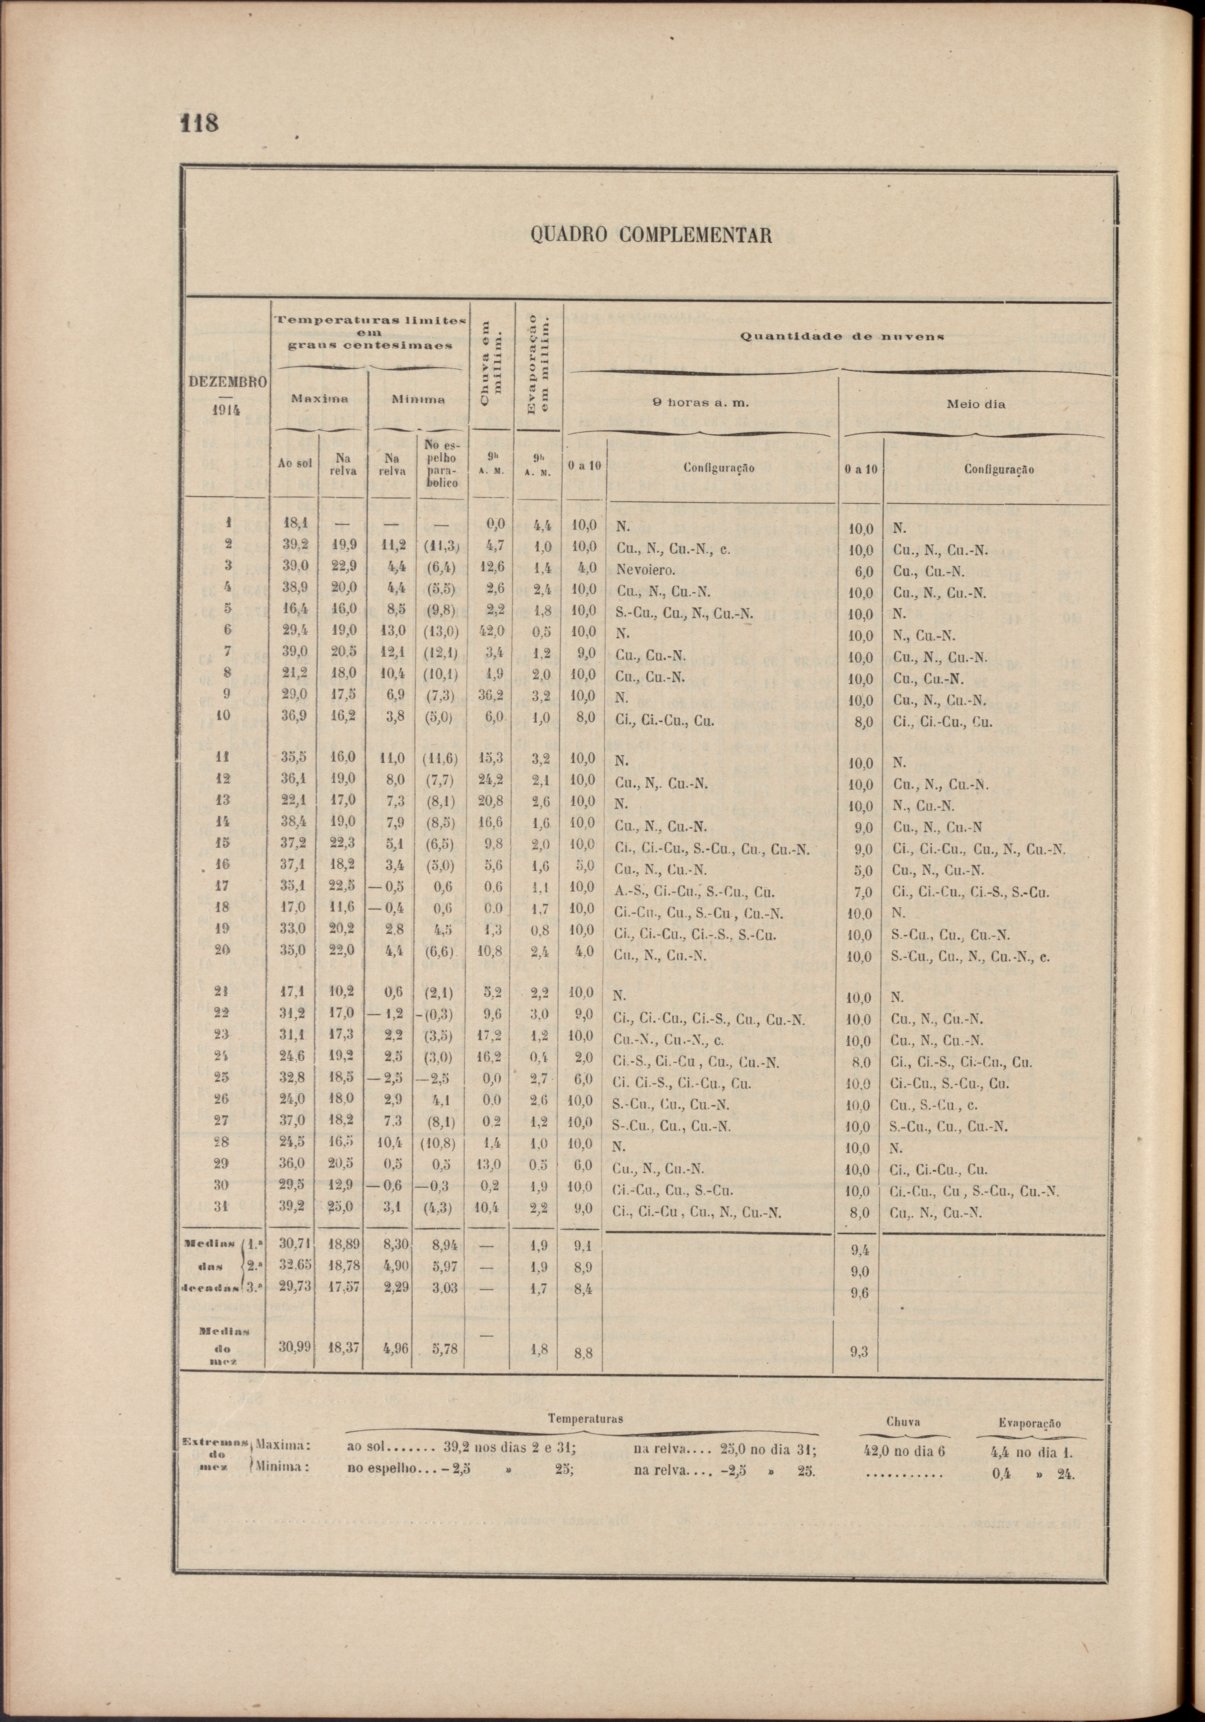 118
QUADRO COMPLEMENTAR
DEZEMBRO
—
1914
Temperaturas limites
em
graus centesimaes
Chuva em
millim.
Evaporação
em millim.
Quantidade de nuvens
Maxima Minima 9 horas a. m. Meio dia
Ao sol Na relva Na relva No es-pelho para-bolico 9h A. M. 9h A. M. 0 a 10 Configuração 0 a 10 Configuração
1 18,1 — — — 0,0 4,4 10,0 N. 10,0 N.
2 39,2 19,9 11,2 (11,3) 4,7 1,0 10,0 Cu., N., Cu.-N., c. 10,0 Cu., N., Cu.-N.
3 39,0 22,9 4,4 (6,4) 12,6 1,4 4,0 Nevoiero. 6,0 Cu., Cu.-N.
4 38,9 20,0 4,4 (5,5) 2,6 2,4 10,0 Cu., N., Cu.-N. 10,0 Cu., N., Cu.-N.
5 16,4 16,0 8,5 (9,8) 2,2 1,8 10,0 S.-Cu., Cu., N., Cu.-N. 10,0 N.
6 29,4 19,0 13,0 (13,0) 42,0 0,5 10,0 N. 10,0 N., Cu.-N.
7 39,0 20,5 12,1 (12,1) 3,4 1,2 9,0 Cu., Cu.-N. 10,0 Cu., N., Cu.-N.
8 21,2 18,0 10,4 (10,1) 1,9 2,0 10,0 Cu., Cu.-N. 10,0 Cu., Cu.-N.
9 29,0 17,5 6,9 (7,3) 36,2 3,2 10,0 N. 10,0 Cu., N., Cu.-N.
10 36,9 16,2 3,8 (5,0) 6,0 1,0 8,0 Ci., Ci.-Cu., Cu. 8,0 Ci., Ci.-Cu., Cu.
11 35,5 16,0 11,0 (11,6) 15,3 3,2 10,0 N. 10,0 N.
12 36,1 19,0 8,0 (7,7) 24,2 2,1 10,0 Cu., N,. Cu.-N. 10,0 Cu., N., Cu.-N.
13 22,1 17,0 7,3 (8,1) 20,8 2,6 10,0 N. 10,0 N., Cu.-N.
14 38,4 19,0 7,9 (8,5) 16,6 1,6 10,0 Cu., N., Cu.-N. 9,0 Cu., N., Cu.-N
15 37,2 22,3 5,1 (6,5) 9,8 2,0 10,0 Ci., Ci.-Cu., S.-Cu., Cu., Cu.-N. 9,0 Ci., Ci.-Cu., Cu., N., Cu.-N.
16 37,1 18,2 3,4 (5,0) 5,6 1,6 5,0 Cu., N., Cu.-N. 5,0 Cu., N., Cu.-N.
17 35,1 22,5 —0,5 0,6 0,6 1,1 10,0 A.-S., Ci.-Cu., S.-Cu., Cu. 7,0 Ci., Ci.-Cu., Ci.-S., S.-Cu.
18 17,0 11,6 —0,4 0,6 0,0 1,7 10,0 Ci.-Cu., Cu., S.-Cu., Cu.-N. 10,0 N.
19 33,0 20,2 2,8 4,5 1,3 0,8 10,0 Ci., Ci.-Cu., Ci.-.S., S.-Cu. 10,0 S.-Cu., Cu., Cu.-N.
20 35,0 22,0 4,4 (6,6) 10,8 2,4 4,0 Cu., N., Cu.-N. 10,0 S.-Cu., Cu., N., Cu.-N., c.
21 17,1 10,2 0,6 (2,1) 5,2 2,2 10,0 N. 10,0 N.
22 31,2 17,0 —1,2 -(0,3) 9,6 3,0 9,0 Ci., Ci.-Cu., Ci.-S., Cu., Cu.-N. 10,0 Cu., N., Cu.-N.
23 31,1 17,3 2,2 (3,5) 17,2 1,2 10,0 Cu.-N., Cu.-N., c. 10,0 Cu., N., Cu.-N.
24 24,6 19,2 2,5 (3,0) 16,2 0,4 2,0 Ci.-S., Ci.-Cu., Cu., Cu.-N. 8,0 Ci., Ci.-S., Ci.-Cu., Cu.
25 32,8 18,5 —2,5 —2,5 0,0 2,7 6,0 Ci. Ci.-S., Ci.-Cu., Cu. 10,0 Ci.-Cu., S.-Cu., Cu.
26 24,0 18,0 2,9 4,1 0,0 2,6 10,0 S.-Cu., Cu., Cu.-N. 10,0 Cu., S.-Cu., c.
27 37,0 18,2 7,3 (8,1) 0,2 1,2 10,0 S-.Cu., Cu., Cu.-N. 10,0 S.-Cu., Cu., Cu.-N.
28 24,5 16,5 10,4 (10,8) 1,4 1,0 10,0 N. 10,0 N.
29 36,0 20,5 0,5 0,5 13,0 0,5 6,0 Cu., N., Cu.-N. 10,0 Ci., Ci.-Cu., Cu.
30 29,5 12,9 —0,6 —0,3 0,2 1,9 10,0 Ci.-Cu., Cu., S.-Cu. 10,0 Ci.-Cu., Cu., S.-Cu., Cu.-N.
31 39,2 25,0 3,1 (4,3) 10,4 2,2 9,0 Ci., Ci.-Cu., Cu., N., Cu.-N. 8,0 Cu,. N., Cu.-N.
Medias 1.ª 30,71 18,89 8,30 8,94 — 1,9 9,1 9,4
das 2.ª 32,65 18,78 4,90 5,97 — 1,9 8,9 9,0
decadas 3.ª 29,73 17,57 2,29 3,03 — 1,7 8,4 9,6
Medias
do
mez 30,99 18,37 4,96 5,78 — 1,8 8,8 9,3
Temperaturas Chuva Evaporação
Extremos do mez
Maxima: ao sol....... 39,2 nos dias 2 e 31; na relva.... 25,0 no dia 31; 42,0 no dia 6 4,4 no dia 1.
Minima: no espelho... -2,5 » 25; na relva.... -2,5 » 25. ........... 0,4 » 24.